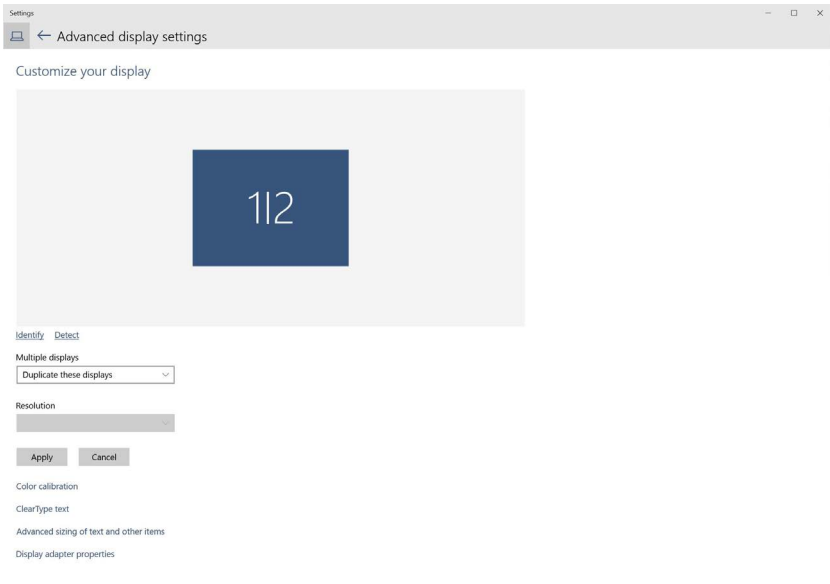 Settings
Advanced display settings
Customize your display
1|2
Identify Detect
Multiple displays
Duplicate these displays
Resolution
Apply Cancel
Color calibration
ClearType text
Advanced sizing of text and other items
Display adapter properties